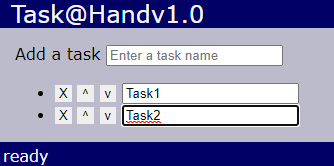 Task@Handv1.0
Add a task Enter a task name
X ^ v Task1
X ^ v Task2
ready